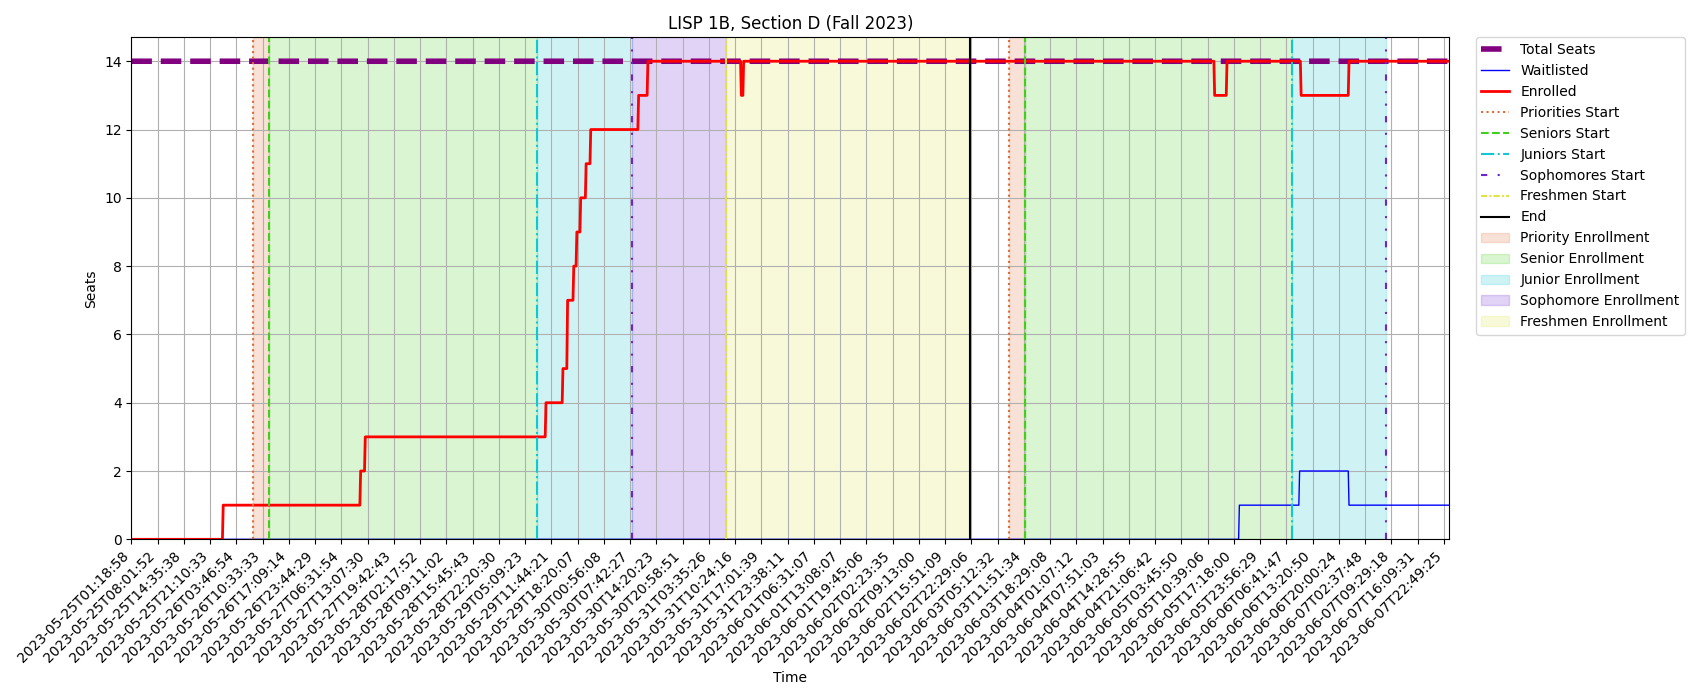 LISP 1B, Section D (Fall 2023)
Total Seats
Waitlisted
Enrolled
Priorities Start
Seniors Start
Juniors Start
Sophomores Start
Freshmen Start
End
Priority Enrollment
Senior Enrollment
Junior Enrollment
Sophomore Enrollment
Freshmen Enrollment
Seats
14
12
10
8
6
4
2
0
2023-05-25T01:18:58
2023-05-25T08:01:52
2023-05-25T14:35:38
2023-05-25T21:10:33
2023-05-26T03:46:54
2023-05-26T10:33:33
2023-05-26T17:09:14
2023-05-26T23:44:29
2023-05-27T06:31:54
2023-05-27T13:07:30
2023-05-27T19:42:43
2023-05-28T02:17:52
2023-05-28T09:11:02
2023-05-28T15:45:43
2023-05-28T22:20:30
2023-05-29T05:09:23
2023-05-29T11:44:21
2023-05-29T18:20:07
2023-05-30T00:56:08
2023-05-30T07:42:27
2023-05-30T14:20:23
2023-05-30T20:58:51
2023-05-31T03:35:26
2023-05-31T10:24:16
2023-05-31T17:01:39
2023-05-31T23:38:11
2023-06-01T06:31:07
2023-06-01T13:08:07
2023-06-01T19:45:06
2023-06-02T02:23:35
2023-06-02T09:13:00
2023-06-02T15:51:09
2023-06-02T22:29:06
2023-06-03T05:12:32
2023-06-03T11:51:34
2023-06-03T18:29:08
2023-06-04T01:07:12
2023-06-04T07:51:03
2023-06-04T14:28:55
2023-06-04T21:06:42
2023-06-05T03:45:50
2023-06-05T10:39:06
2023-06-05T17:18:00
2023-06-05T23:56:29
2023-06-06T06:41:47
2023-06-06T13:20:50
2023-06-06T20:00:24
2023-06-07T02:37:48
2023-06-07T09:29:18
2023-06-07T16:09:31
2023-06-07T22:49:25
Time